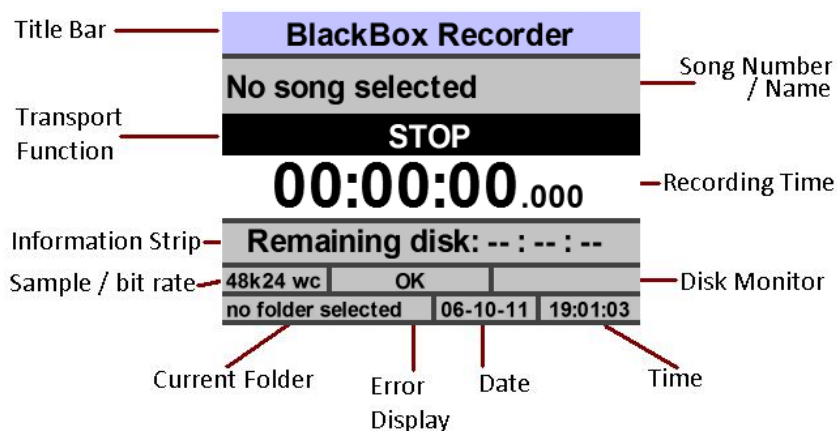 Title Bar
BlackBox Recorder
No song selected
Song Number
/ Name
Transport
Function
STOP
00:00:00.000
Recording Time
Information Strip
Remaining disk: -- : -- : --
Sample / bit rate
48k24 wc
OK
Disk Monitor
no folder selected
06-10-11
19:01:03
Current Folder
Error
Display
Date
Time